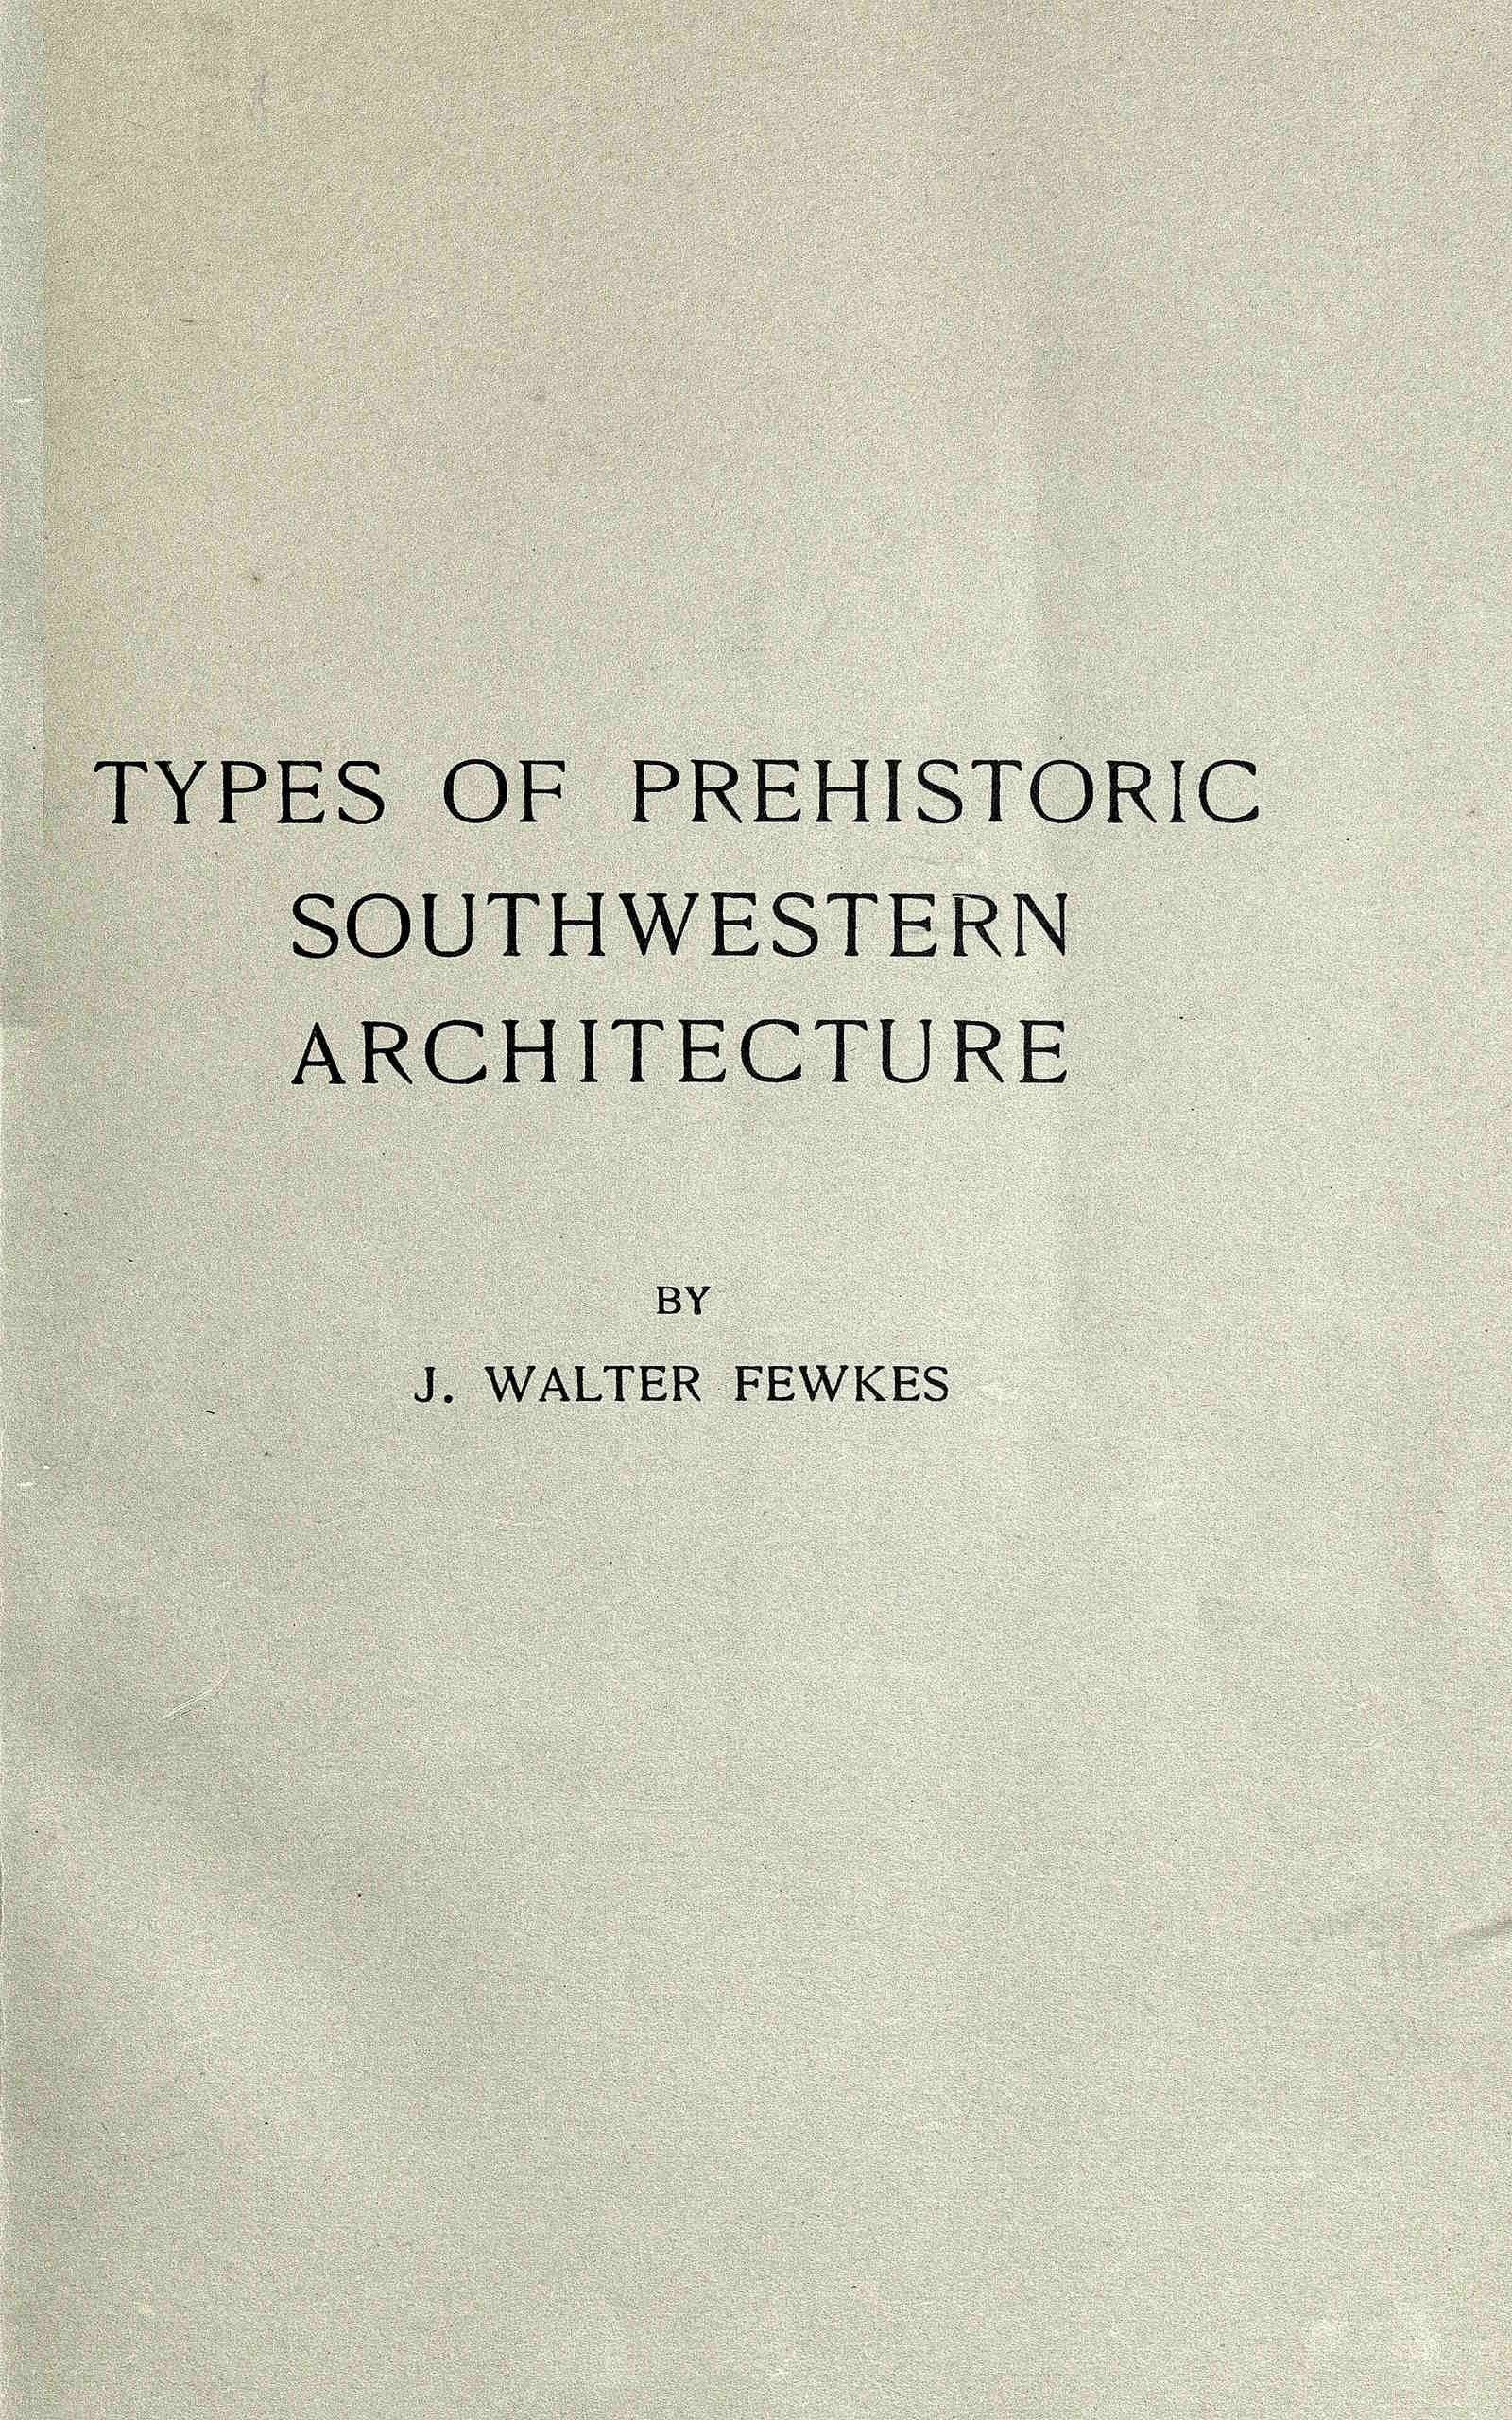 TYPES OF PREHISTORIC
SOUTHWESTERN
ARCHITECTURE
BY
J. WALTER FEWKES